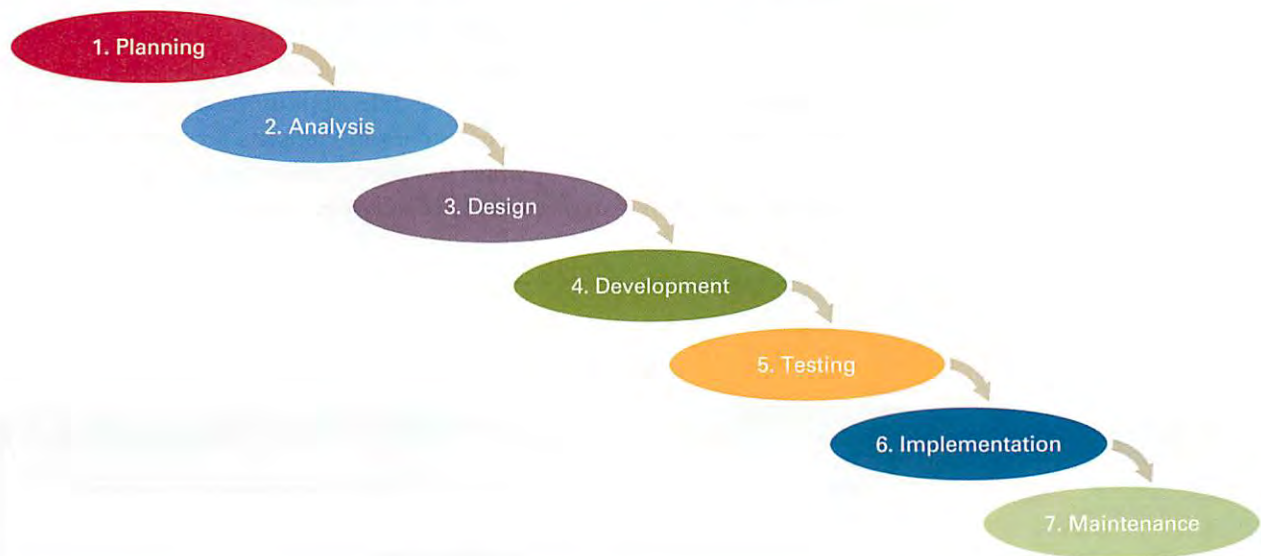 1. Planning
2. Analysis
3. Design
4. Development
5. Testing
6. Implementation
7. Maintenance